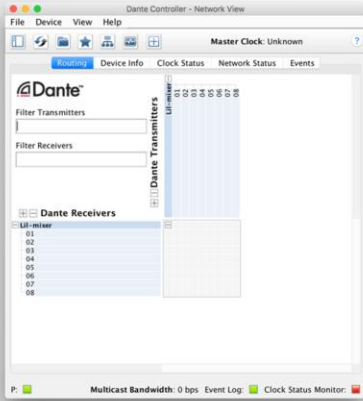 Dante Controller - Network View
File Device View Help
Master Clock: Unknown
?
Routing Device Info Clock Status Network Status Events
Dante™
Filter Transmitters
Filter Receivers
Dante Transmitters
Lil-mixer
01
02
03
04
05
06
07
08
Dante Receivers
Lil-mixer
01
02
03
04
05
06
07
08
P: Multicast Bandwidth: 0 bps Event Log: Clock Status Monitor: